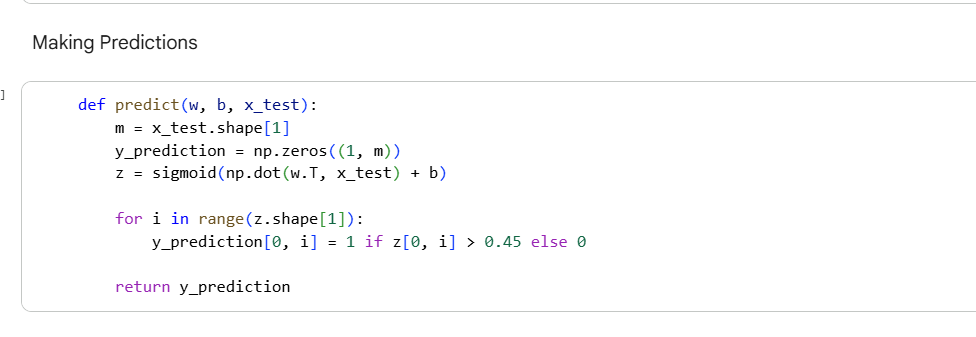 Making Predictions
]
def predict(w, b, x_test):
    m = x_test.shape[1]
    y_prediction = np.zeros((1, m))
    z = sigmoid(np.dot(w.T, x_test) + b)
    for i in range(z.shape[1]):
        y_prediction[0, i] = 1 if z[0, i] > 0.45 else 0
    return y_prediction